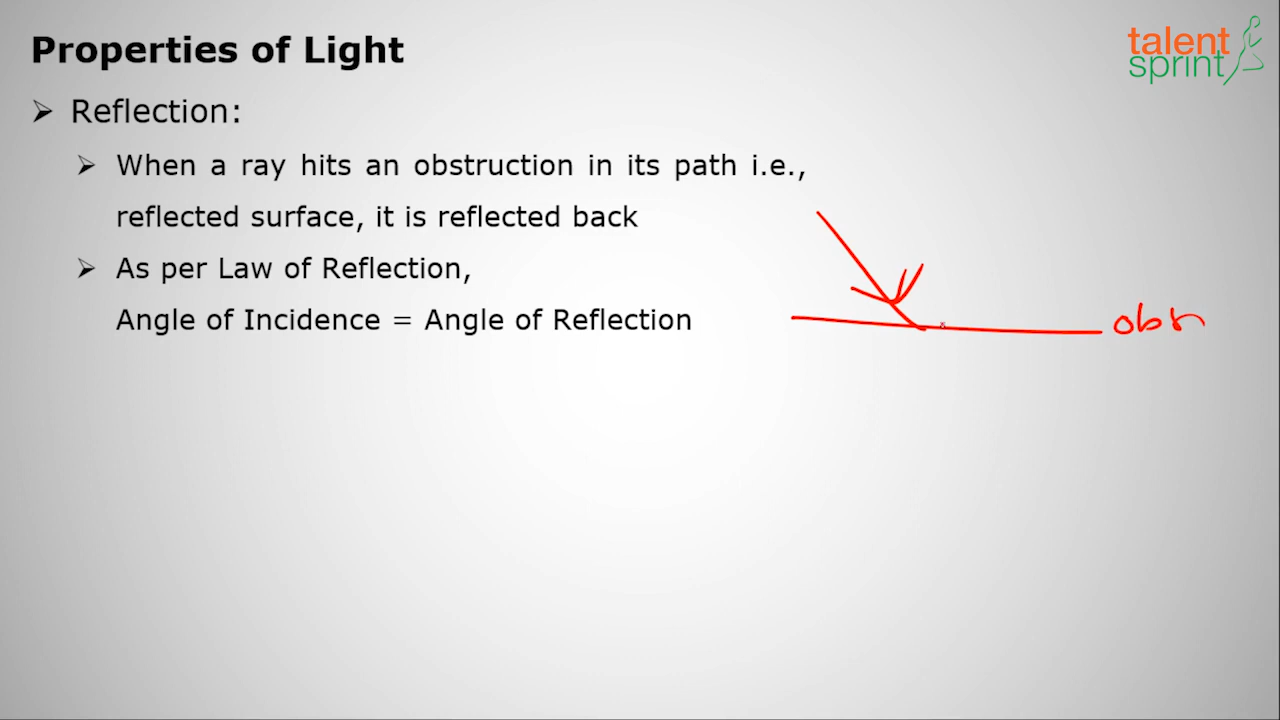 Properties of Light
talent
sprint
➢ Reflection:
➢ When a ray hits an obstruction in its path i.e.,
reflected surface, it is reflected back
➢ As per Law of Reflection,
Angle of Incidence = Angle of Reflection
obs